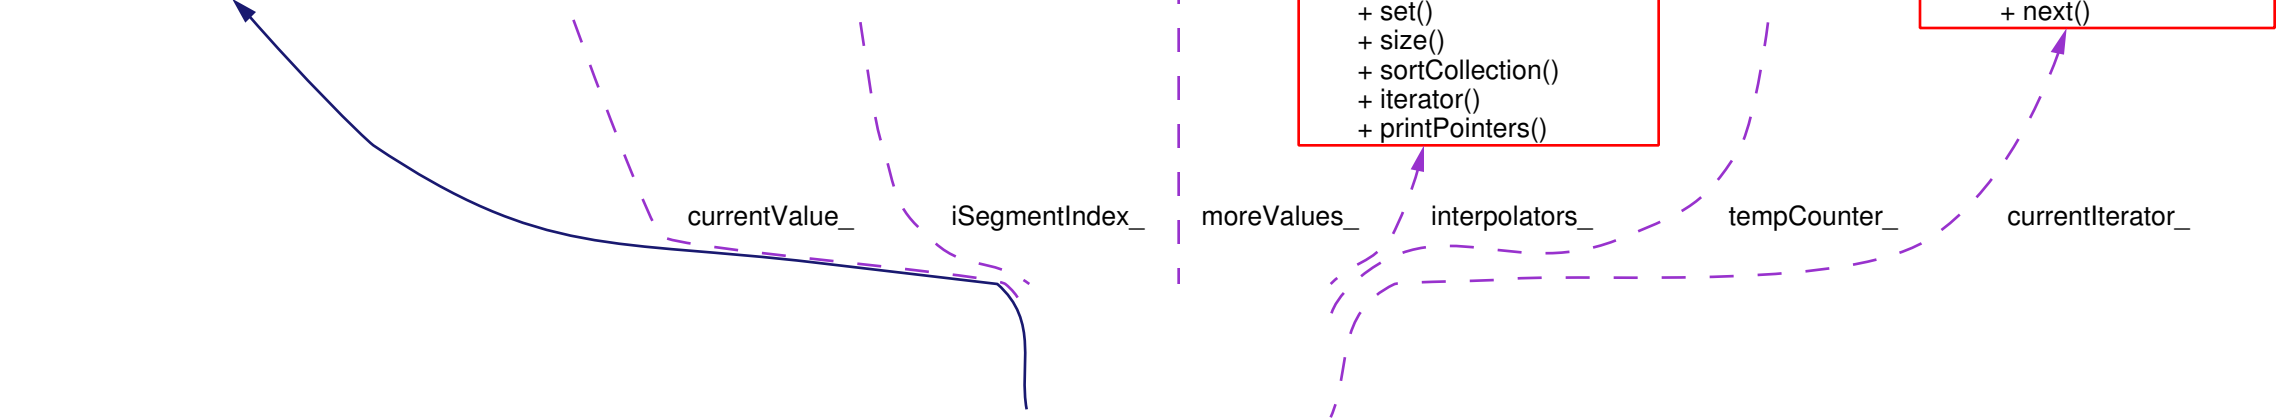 + set()
+ size()
+ sortCollection()
+ iterator()
+ printPointers()
+ next()
currentValue_
iSegmentIndex_
moreValues_
interpolators_
tempCounter_
currentIterator_